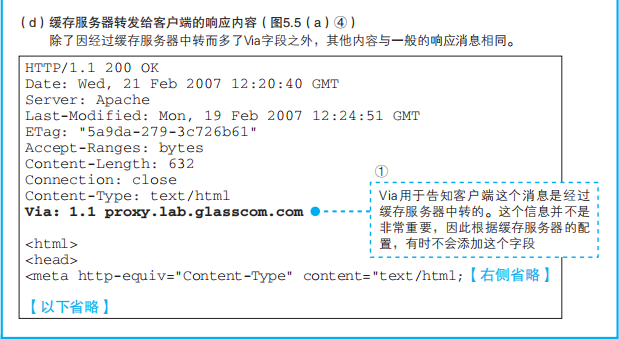 （d）缓存服务器转发给客户端的响应内容（图5.5（a）④）
除了因经过缓存服务器中转而多了Via字段之外，其他内容与一般的响应消息相同。
HTTP/1.1 200 OK
Date: Wed, 21 Feb 2007 12:20:40 GMT
Server: Apache
Last-Modified: Mon, 19 Feb 2007 12:24:51 GMT
ETag: "5a9da-279-3c726b61"
Accept-Ranges: bytes
Content-Length: 632
Connection: close
Content-Type: text/html
Via: 1.1 proxy.lab.glasscom.com
①
Via用于告知客户端这个消息是经过
缓存服务器中转的。这个信息并不是
非常重要，因此根据缓存服务器的配
置，有时不会添加这个字段
<html>
<head>
<meta http-equiv="Content-Type" content="text/html;【右侧省略】
【以下省略】